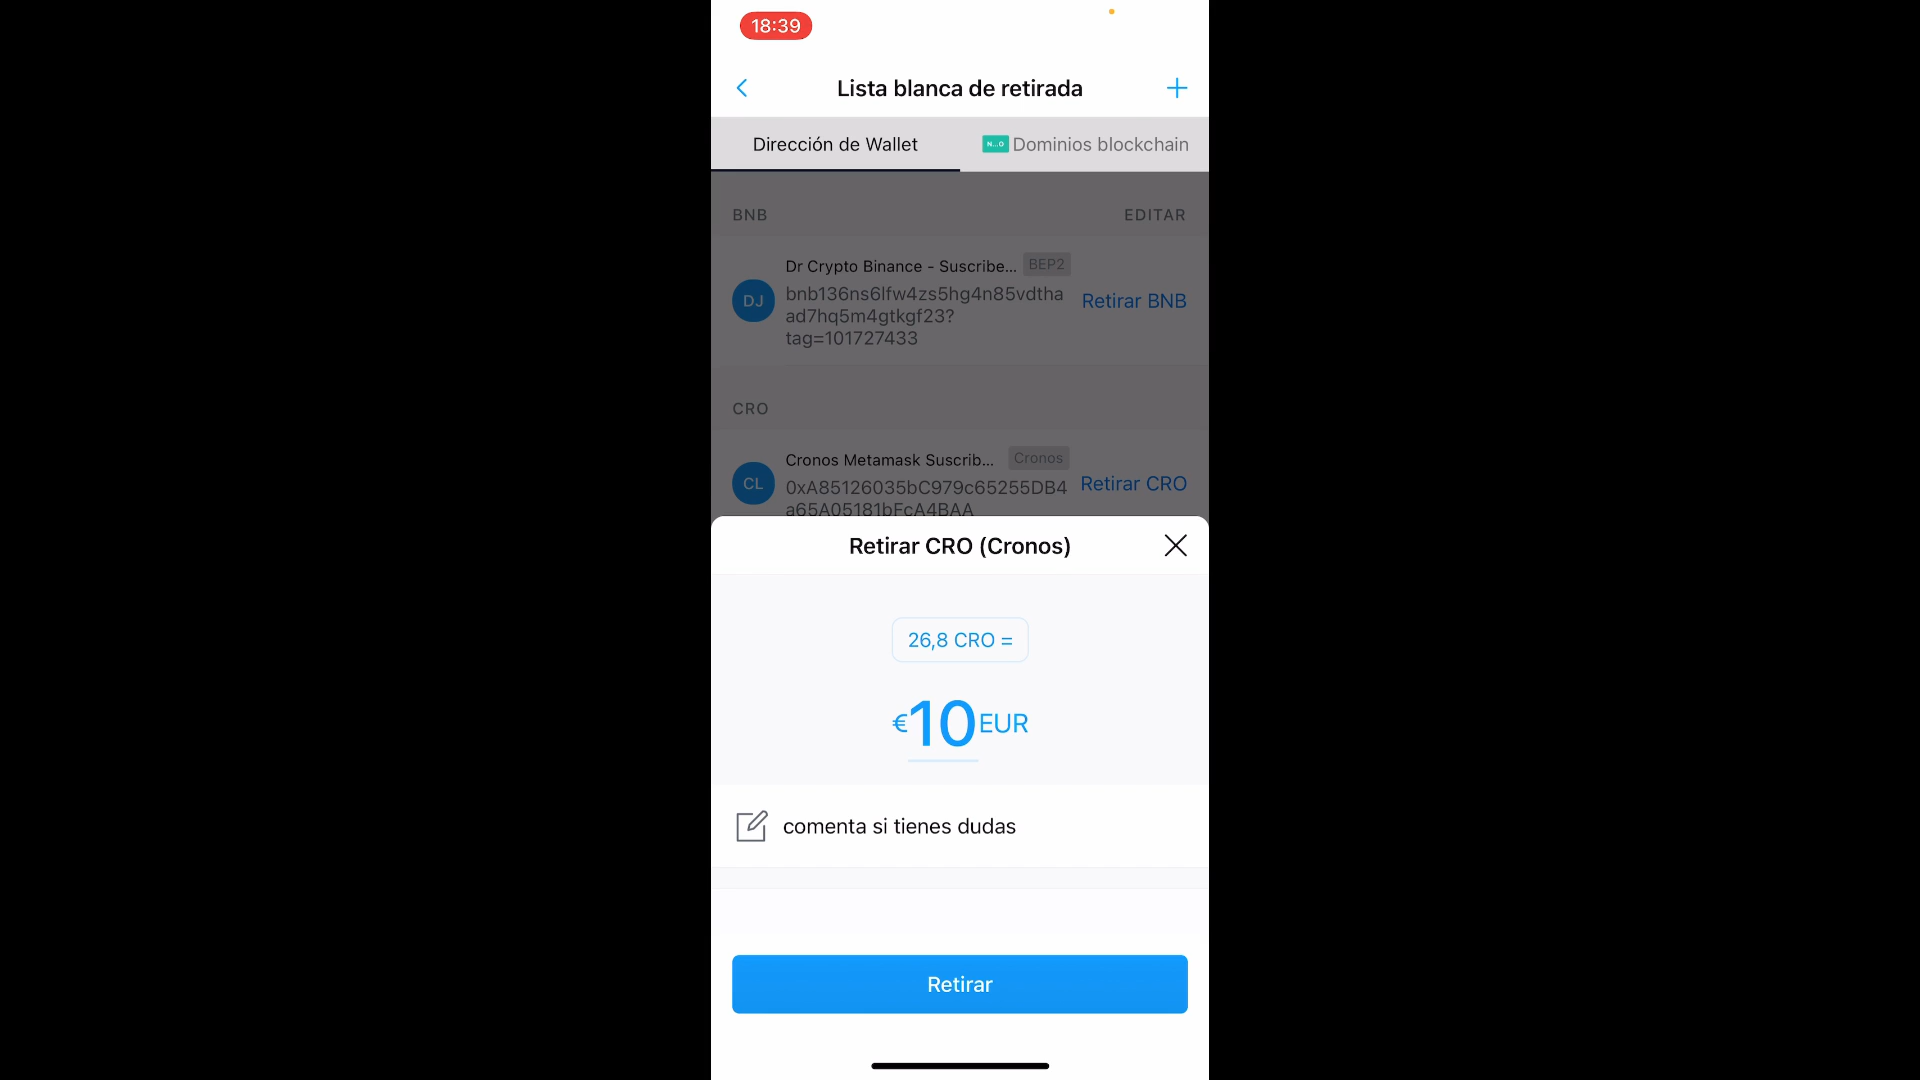 18:39
Lista blanca de retirada
Dirección de Wallet
N...O Dominios blockchain
BNB
EDITAR
Dr Crypto Binance - Suscribe... BEP2
DJ
bnb136ns6lfw4zs5hg4n85vdtha
ad7hq5m4gtkgf23?
tag=101727433
Retirar BNB
CRO
Cronos Metamask Suscrib... Cronos
CL
0xA85126035bC979c65255DB4
a65A05181bFcA4BAA
Retirar CRO
Retirar CRO (Cronos)
26,8 CRO =
€10EUR
comenta si tienes dudas
Retirar